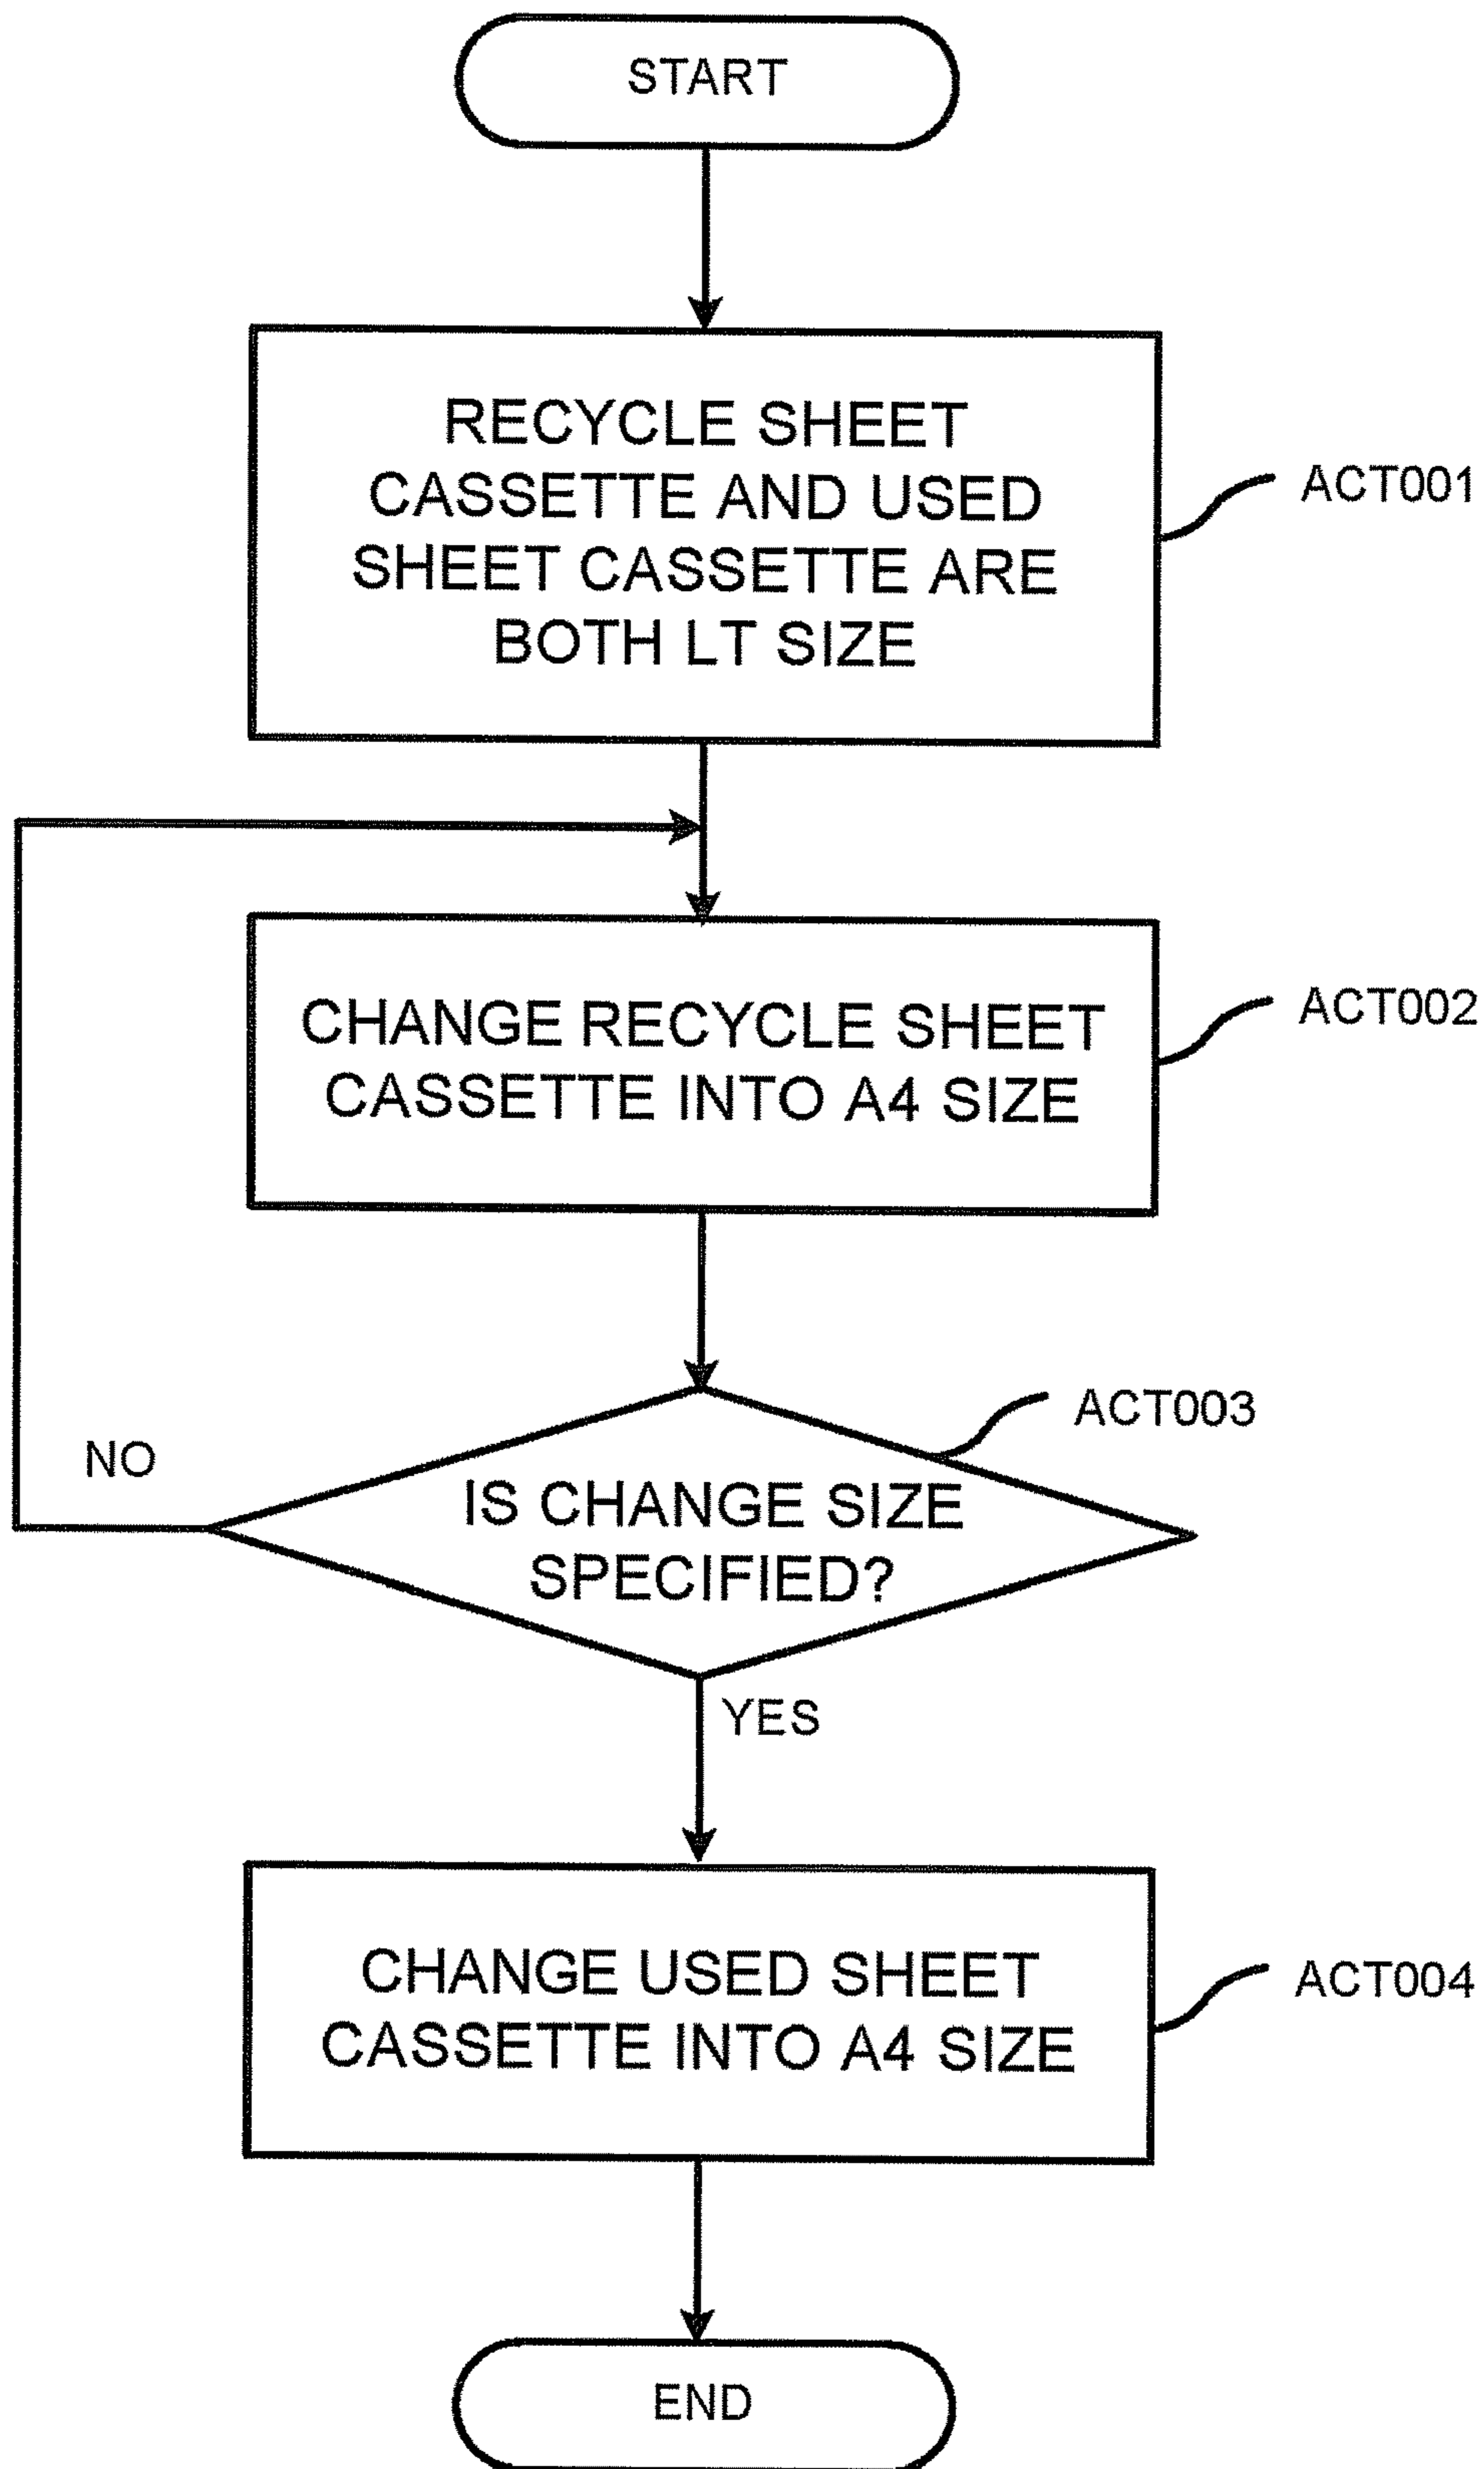 START
RECYCLE SHEET
CASSETTE AND USED
SHEET CASSETTE ARE
BOTH LT SIZE
ACT001
CHANGE RECYCLE SHEET
CASSETTE INTO A4 SIZE
ACT002
ACT003
NO
IS CHANGE SIZE
SPECIFIED?
YES
CHANGE USED SHEET
CASSETTE INTO A4 SIZE
ACT004
END